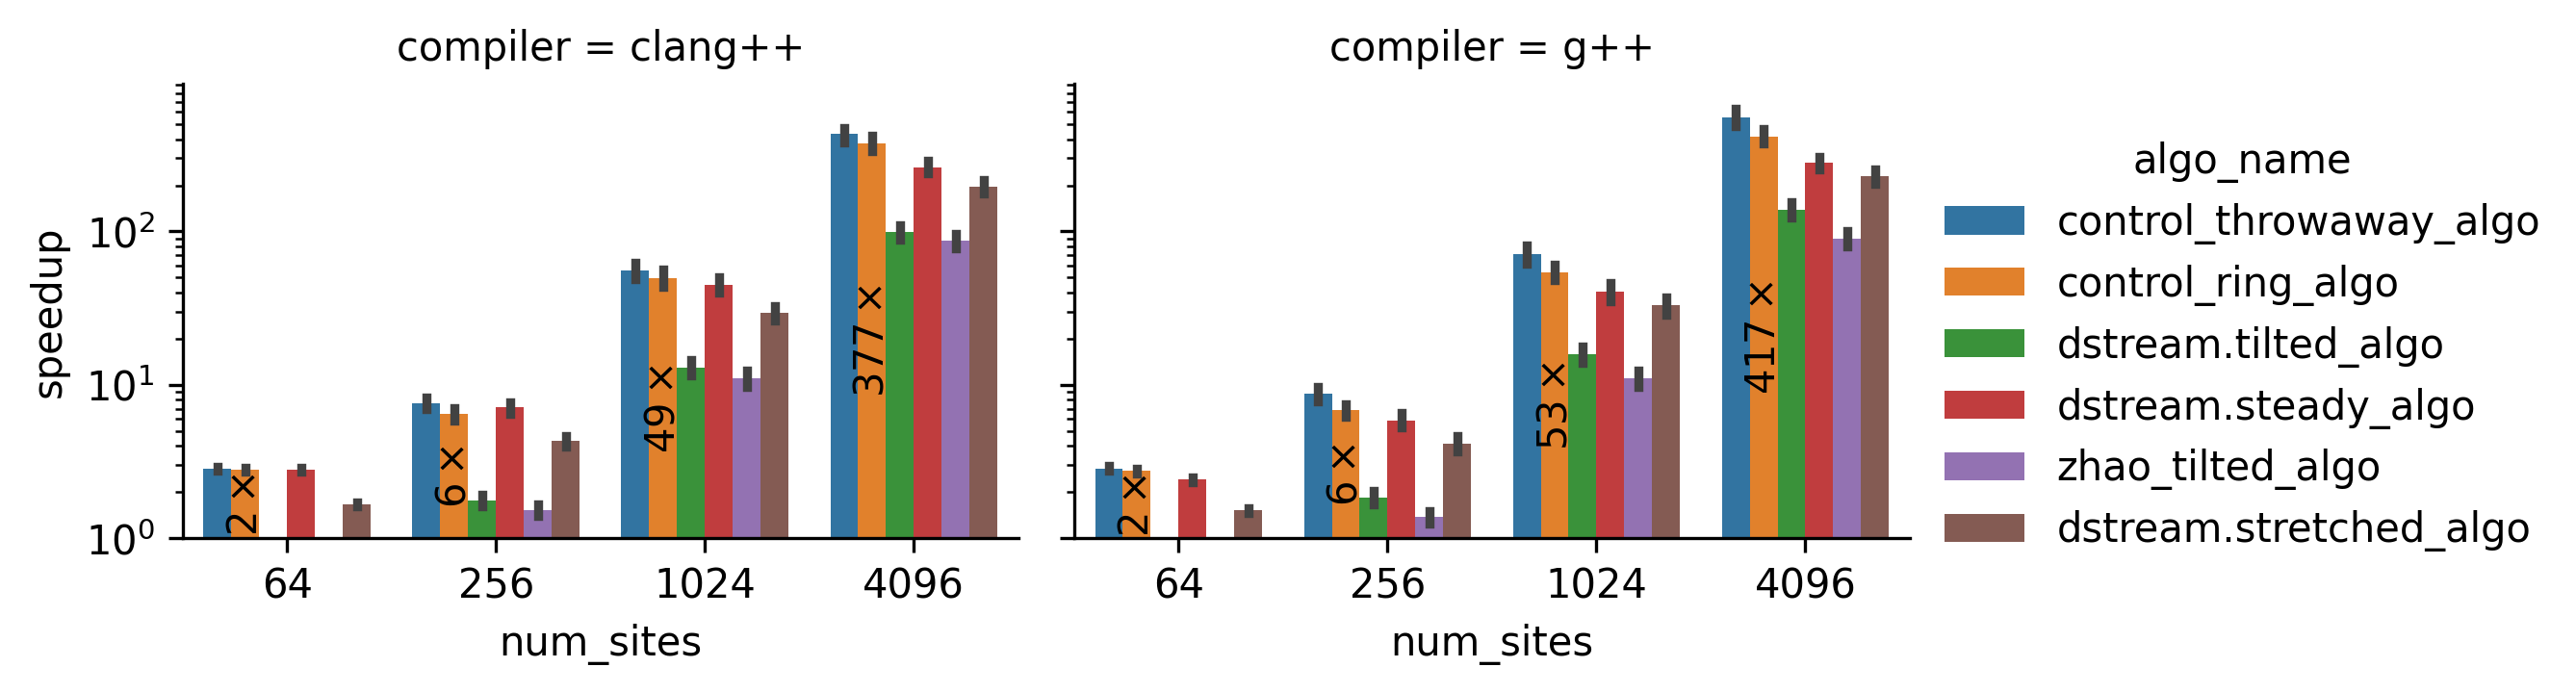 compiler = clang++
compiler = g++
speedup
10²
10¹
10⁰
2×
6×
49×
377×
2×
6×
53×
417×
64
256
1024
4096
64
256
1024
4096
num_sites
num_sites
algo_name
control_throwaway_algo
control_ring_algo
dstream.tilted_algo
dstream.steady_algo
zhao_tilted_algo
dstream.stretched_algo